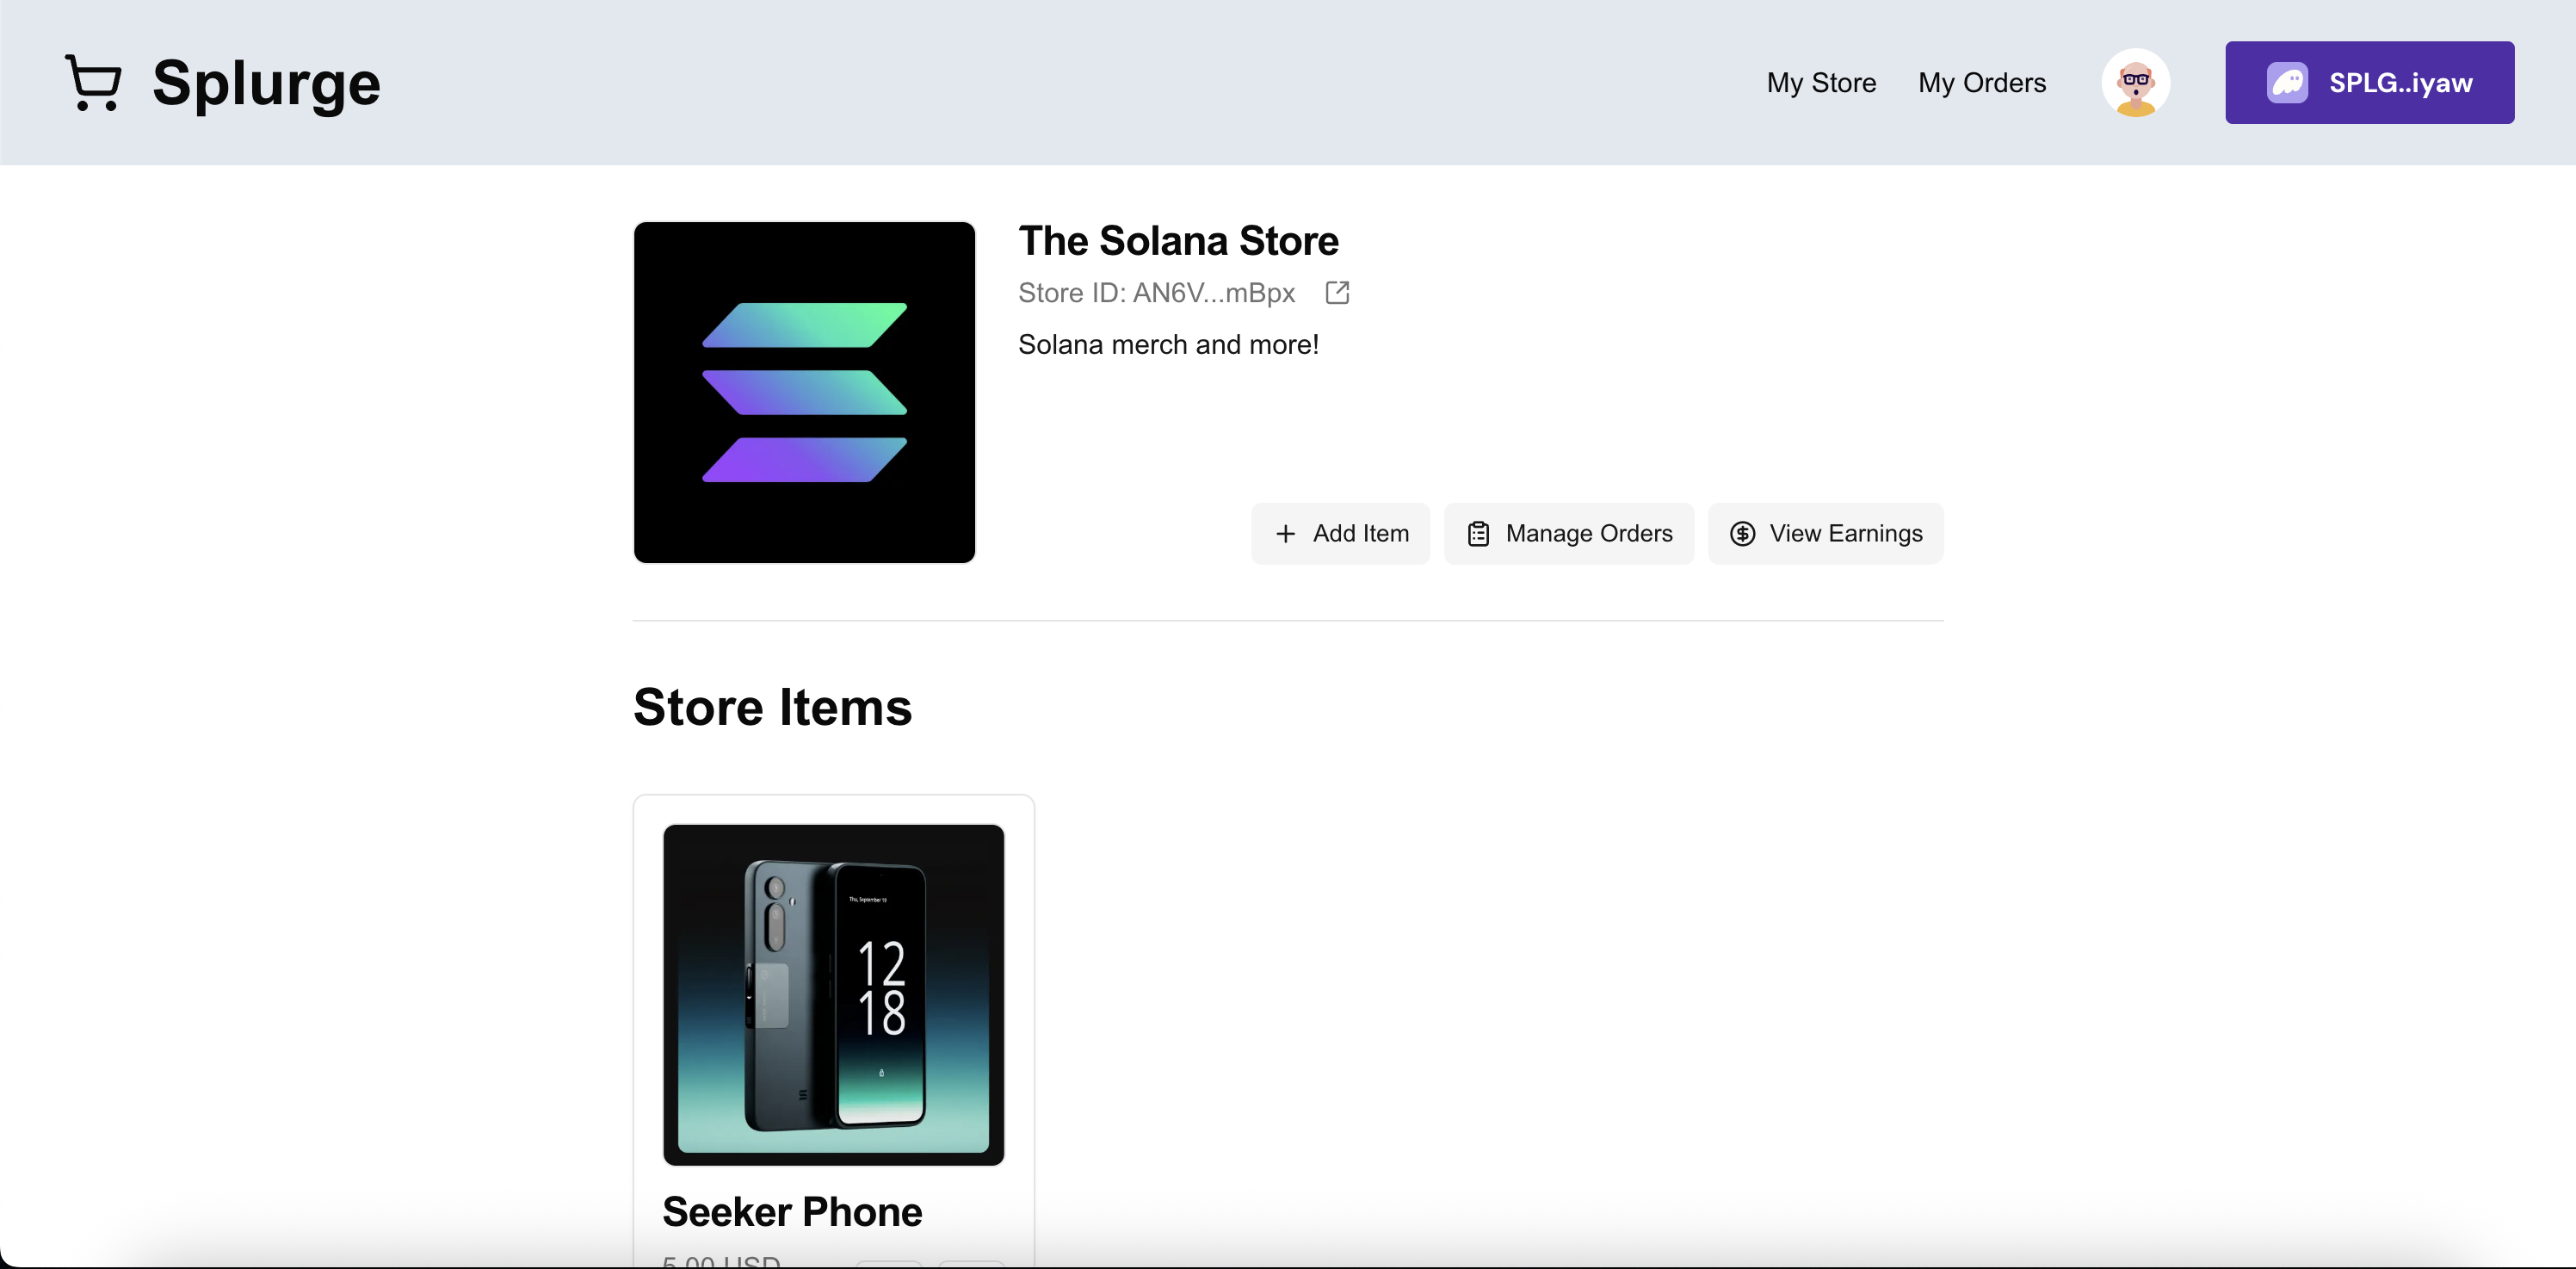 Splurge
My Store
My Orders
SPLG..iyaw
The Solana Store
Store ID: AN6V...mBpx
Solana merch and more!
Add Item
Manage Orders
View Earnings
Store Items
Thu, September 19
12
18
Seeker Phone
5.00 USD